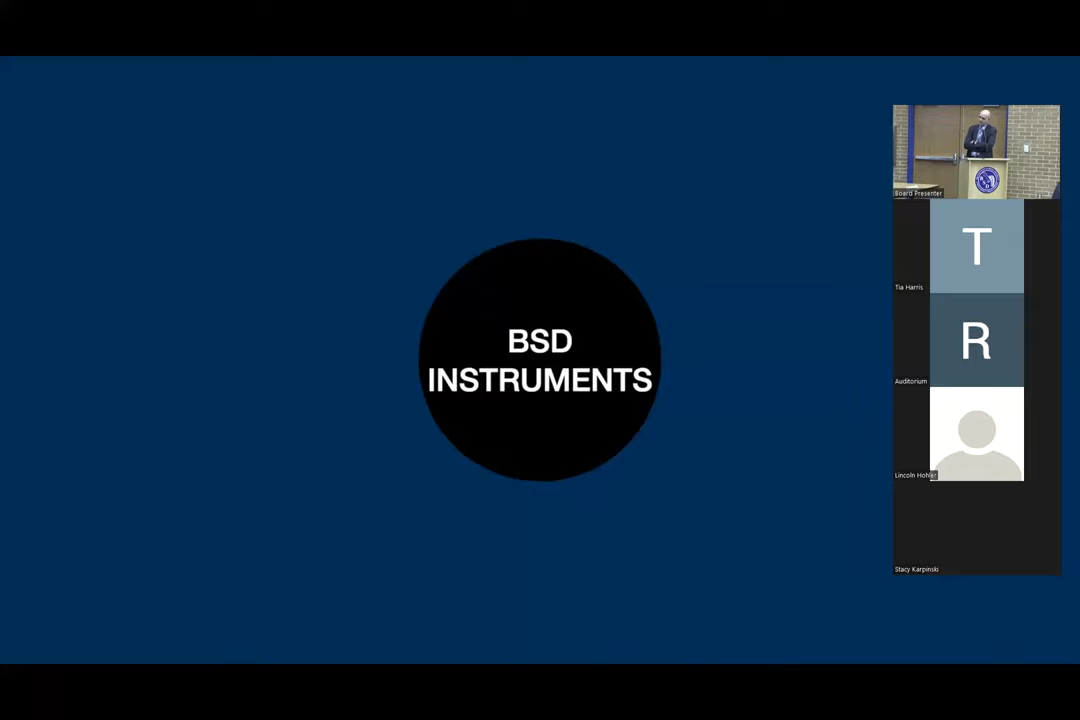 BSD
INSTRUMENTS
Board Presenter
T
Tia Harris
R
Auditorium
Lincoln Hohler
Stacy Karpinski